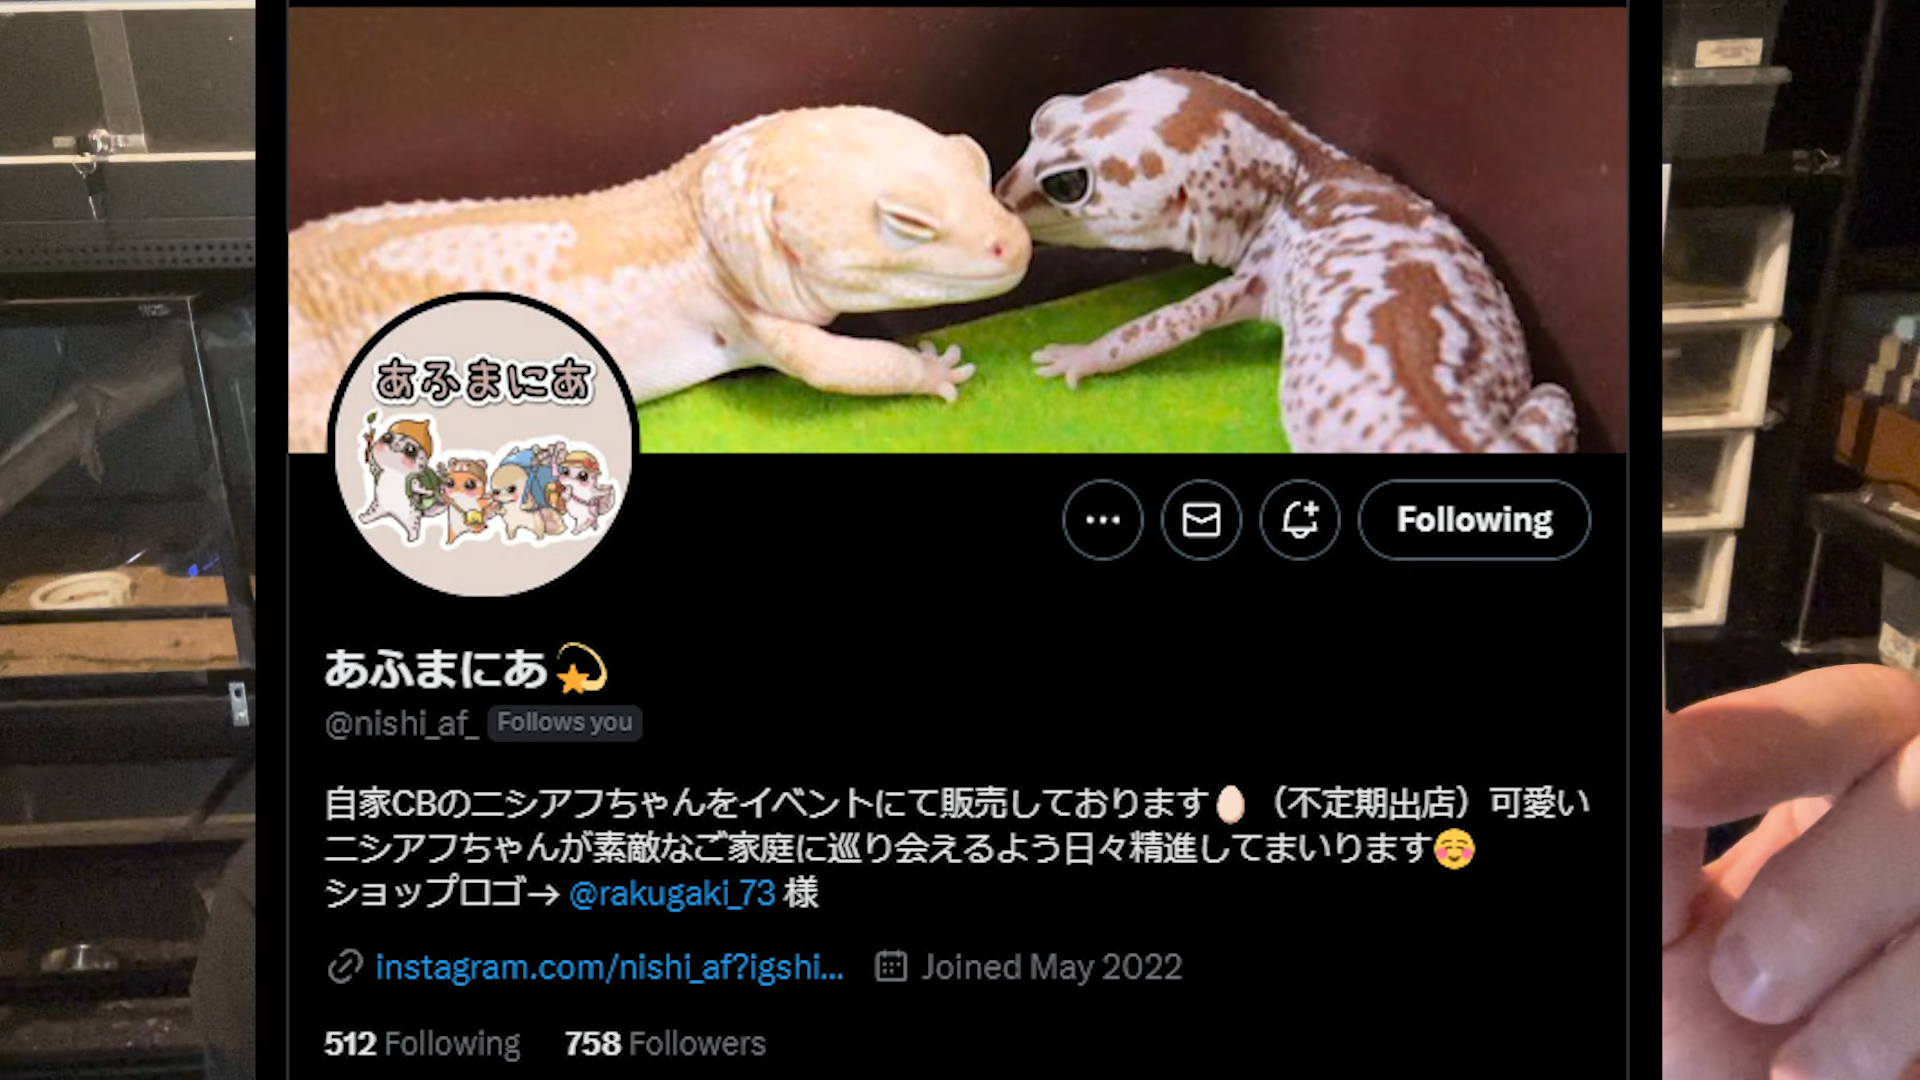 あふまにあ
Following
あふまにあ💫
@nishi_af_ Follows you
自家CBのニシアフちゃんをイベントにて販売しております🥚（不定期出店）可愛い
ニシアフちゃんが素敵なご家庭に巡り会えるよう日々精進してまいります☺️
ショップロゴ→ @rakugaki_73 様
instagram.com/nishi_af?igshi... Joined May 2022
512 Following 758 Followers